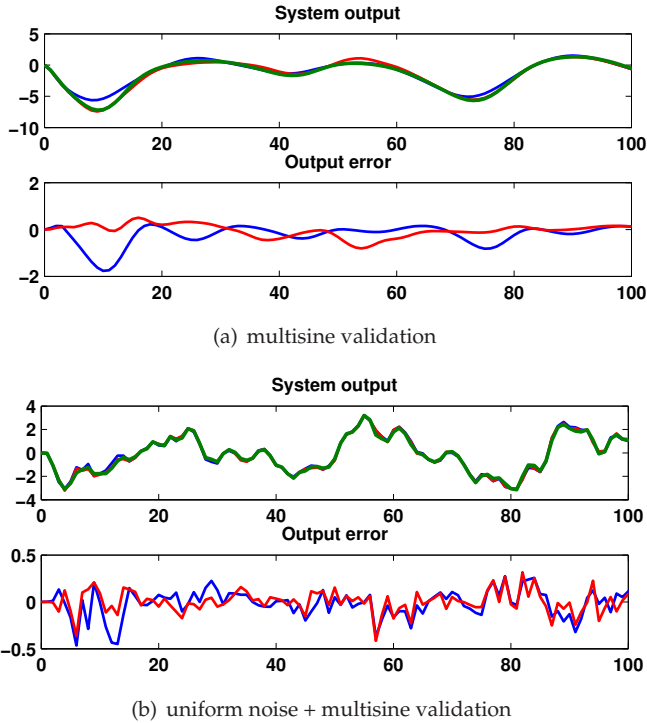 System output
5
0
−5
−10
0 20 40 60 80 100
Output error
2
0
−2
0 20 40 60 80 100
(a) multisine validation
System output
4
2
0
−2
−4
0 20 40 60 80 100
Output error
0.5
0
−0.5
0 20 40 60 80 100
(b) uniform noise + multisine validation